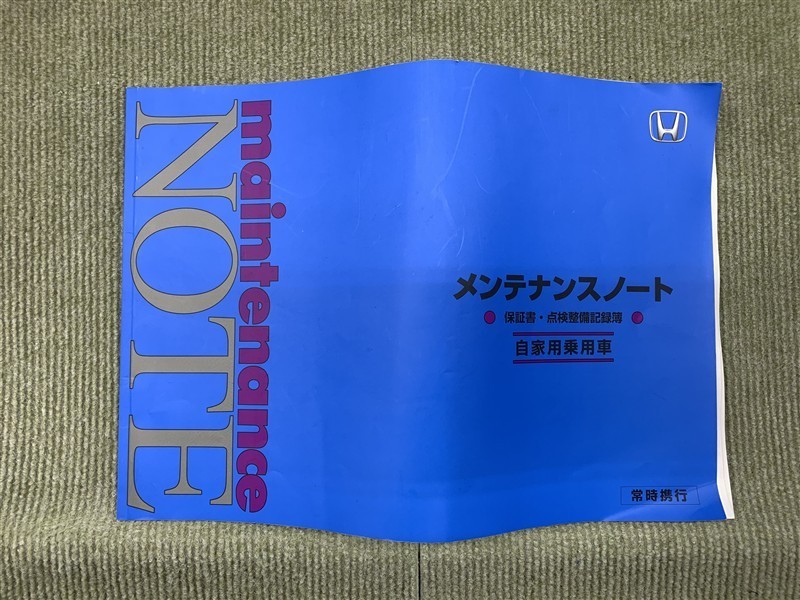 maintenance
NOTE
メンテナンスノート
保証書・点検整備記録簿
自家用乗用車
常時携行